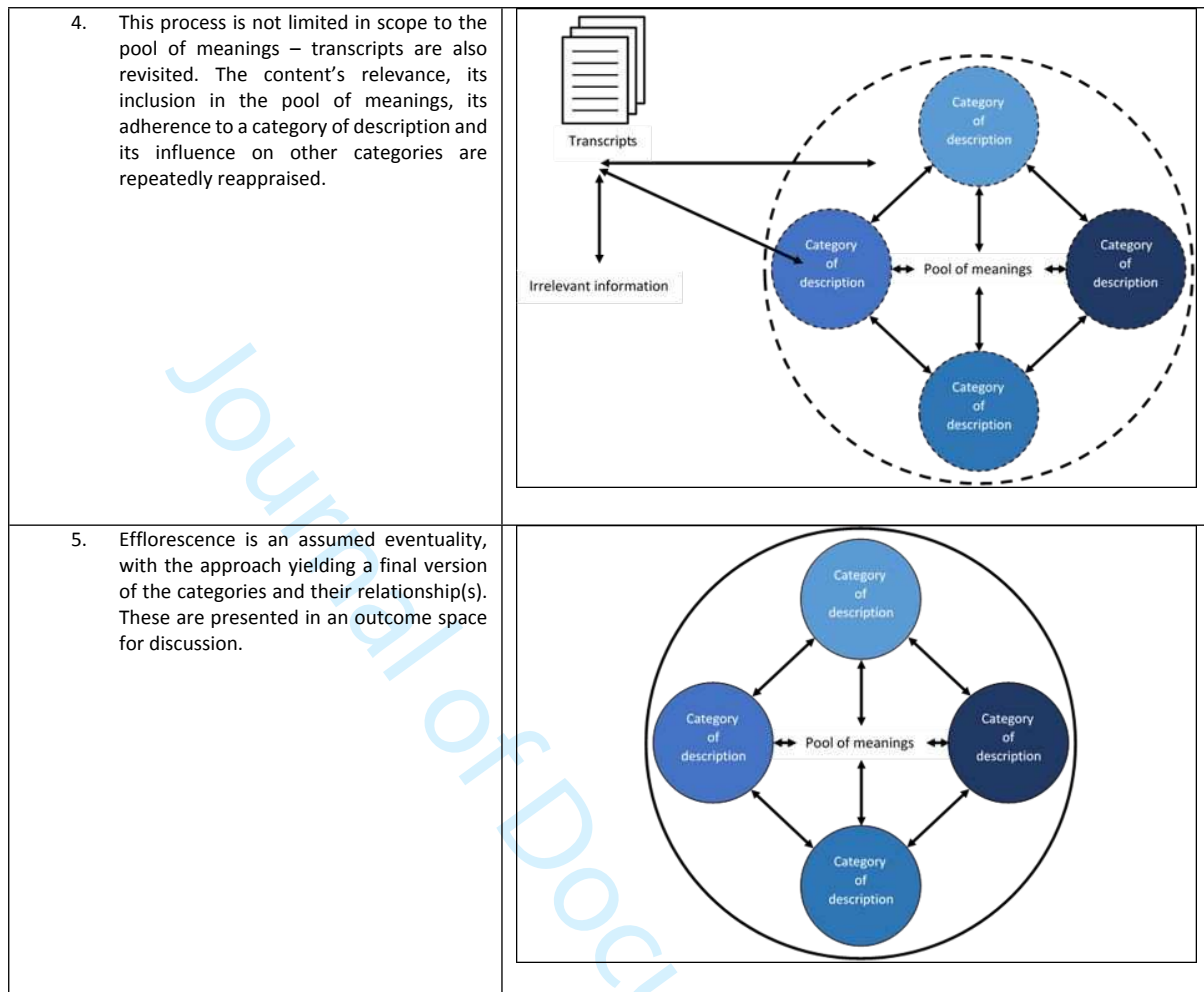 4. This process is not limited in scope to the
pool of meanings – transcripts are also
revisited. The content's relevance, its
inclusion in the pool of meanings, its
adherence to a category of description and
its influence on other categories are
repeatedly reappraised.
Transcripts
Irrelevant information
Category
of
description
Category
of
description
Pool of meanings
Category
of
description
Category
of
description
5. Efflorescence is an assumed eventuality,
with the approach yielding a final version
of the categories and their relationship(s).
These are presented in an outcome space
for discussion.
Category
of
description
Category
of
description
Pool of meanings
Category
of
description
Category
of
description
Journal of Doc